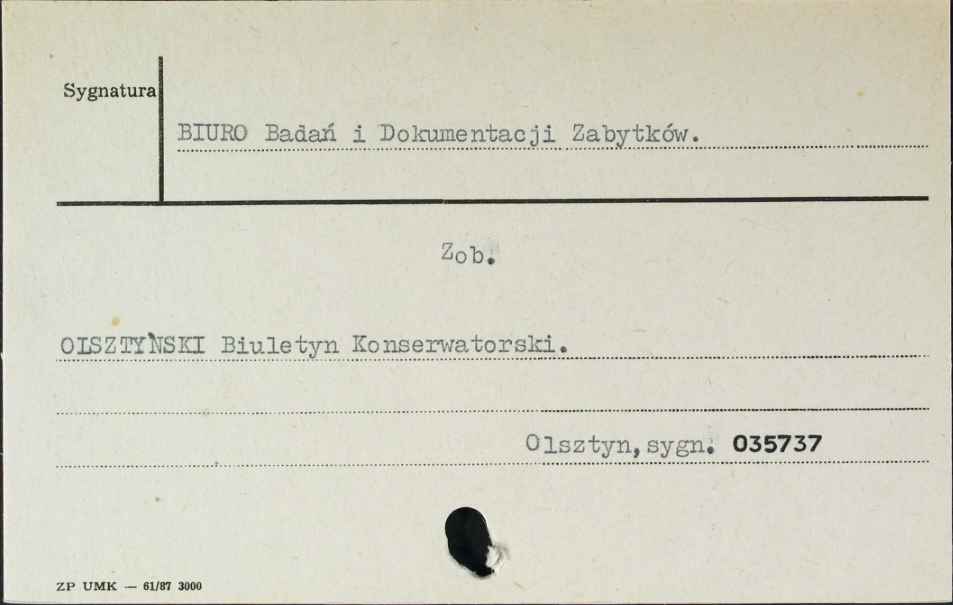 Sygnatura
BIURO Badań i Dokumentacji Zabytków.
Zob.
OLSZTYŃSKI Biuletyn Konserwatorski.
Olsztyn, sygn. 035737
ZP UMK — 61/87 3000